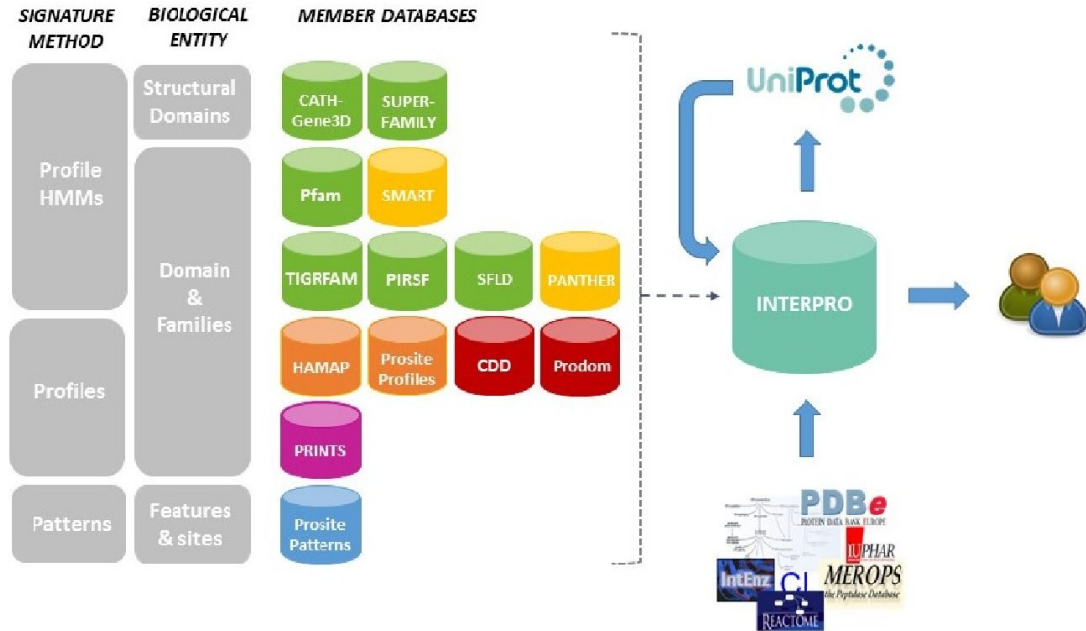 SIGNATURE
METHOD
BIOLOGICAL
ENTITY
MEMBER DATABASES
Profile
HMMs
Profiles
Patterns
Structural
Domains
Domain
&
Families
Features
& sites
CATH-
Gene3D
SUPER-
FAMILY
Pfam
SMART
TIGRFAM
PIRSF
SFLD
PANTHER
HAMAP
Prosite
Profiles
CDD
Prodom
PRINTS
Prosite
Patterns
UniProt
INTERPRO
PDBe
PROTEIN DATA BANK EUROPE
IUPHAR
IntEnz
MEROPS
the Peptidase Database
REACTOME